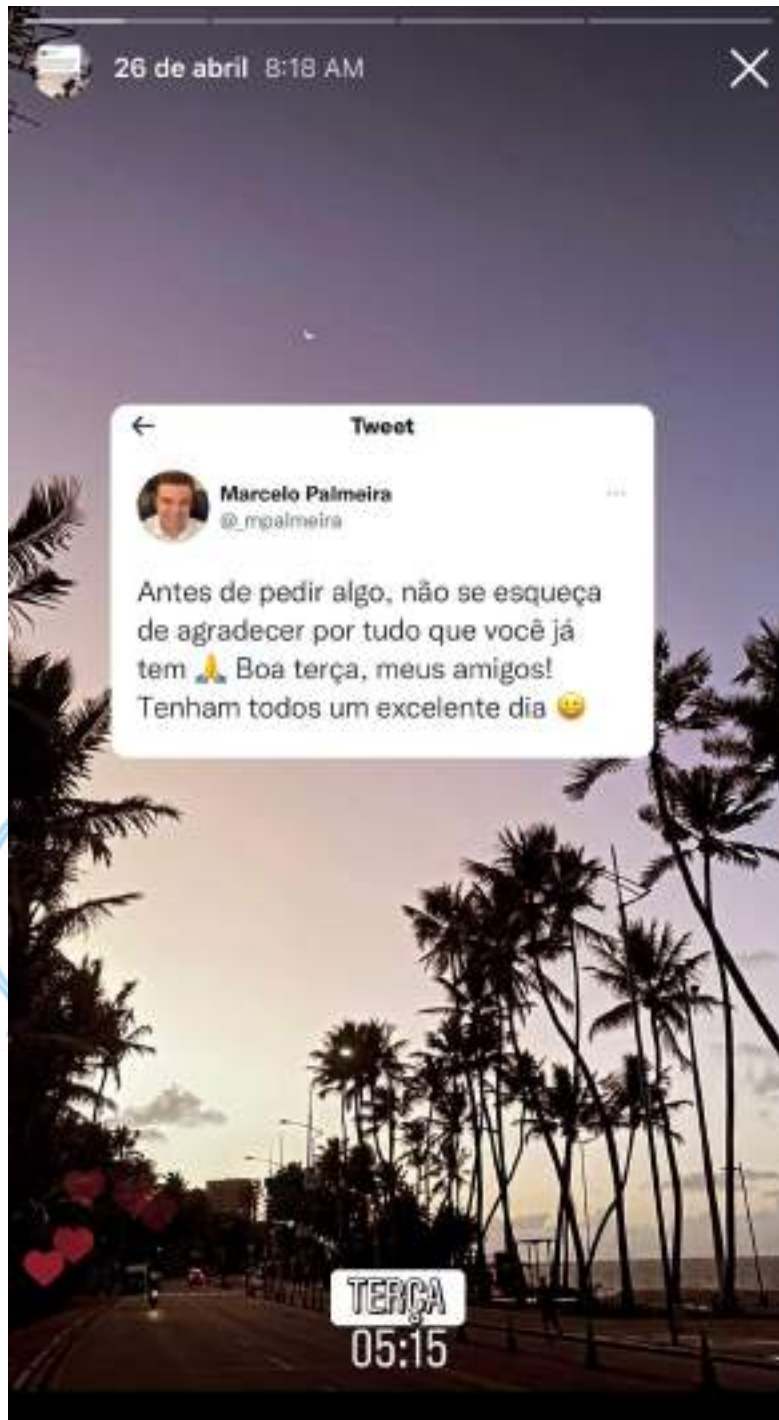 26 de abril 8:18 AM
Tweet
Marcelo Palmeira
@_mpalmeira
Antes de pedir algo, não se esqueça
de agradecer por tudo que você já
tem 🙏 Boa terça, meus amigos!
Tenham todos um excelente dia 😃
TERÇA
05:15